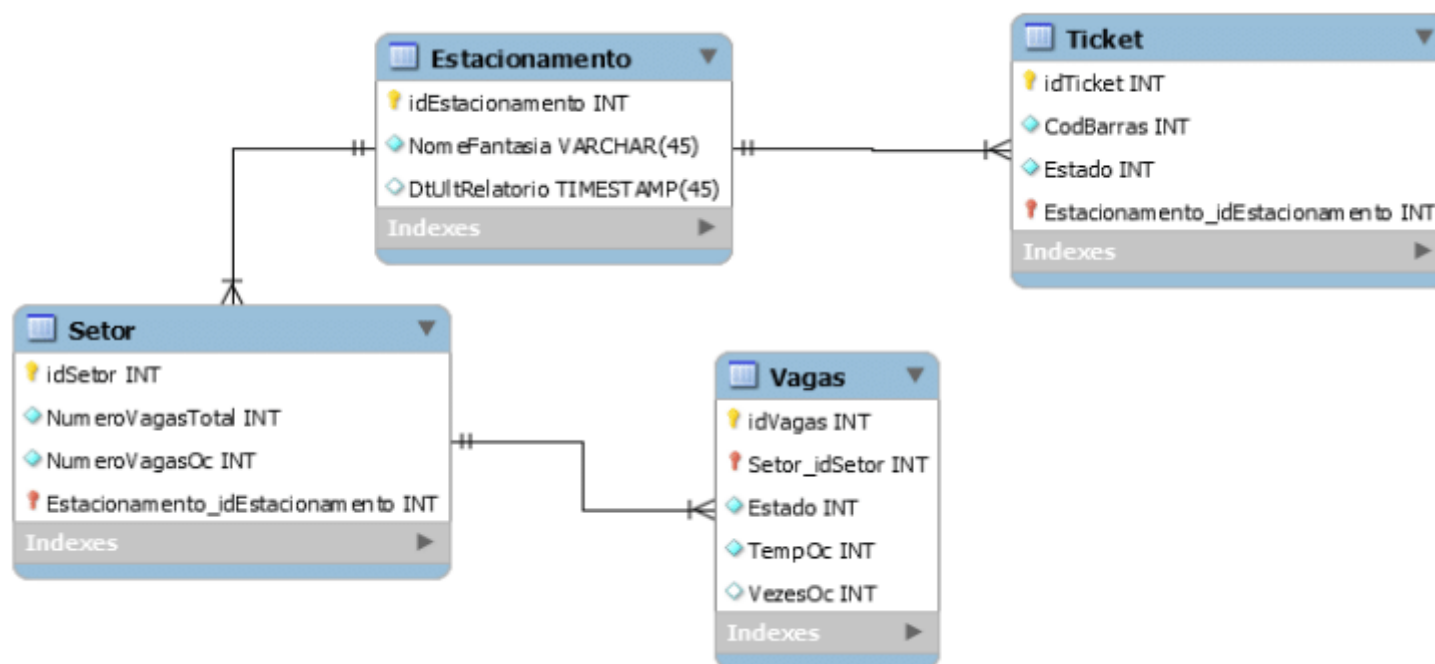 Estacionamento
idEstacionamento INT
NomeFantasia VARCHAR(45)
DtUltRelatorio TIMESTAMP(45)
Indexes
Ticket
idTicket INT
CodBarras INT
Estado INT
Estacionamento_idEstacionamento INT
Indexes
Setor
idSetor INT
NumeroVagasTotal INT
NumeroVagasOc INT
Estacionamento_idEstacionamento INT
Indexes
Vagas
idVagas INT
Setor_idSetor INT
Estado INT
TempOc INT
VezesOc INT
Indexes